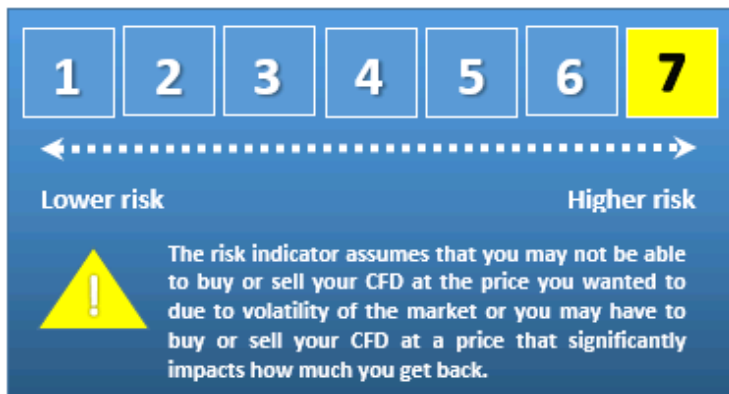 1 2 3 4 5 6 7
Lower risk Higher risk
!
The risk indicator assumes that you may not be able
to buy or sell your CFD at the price you wanted to
due to volatility of the market or you may have to
buy or sell your CFD at a price that significantly
impacts how much you get back.